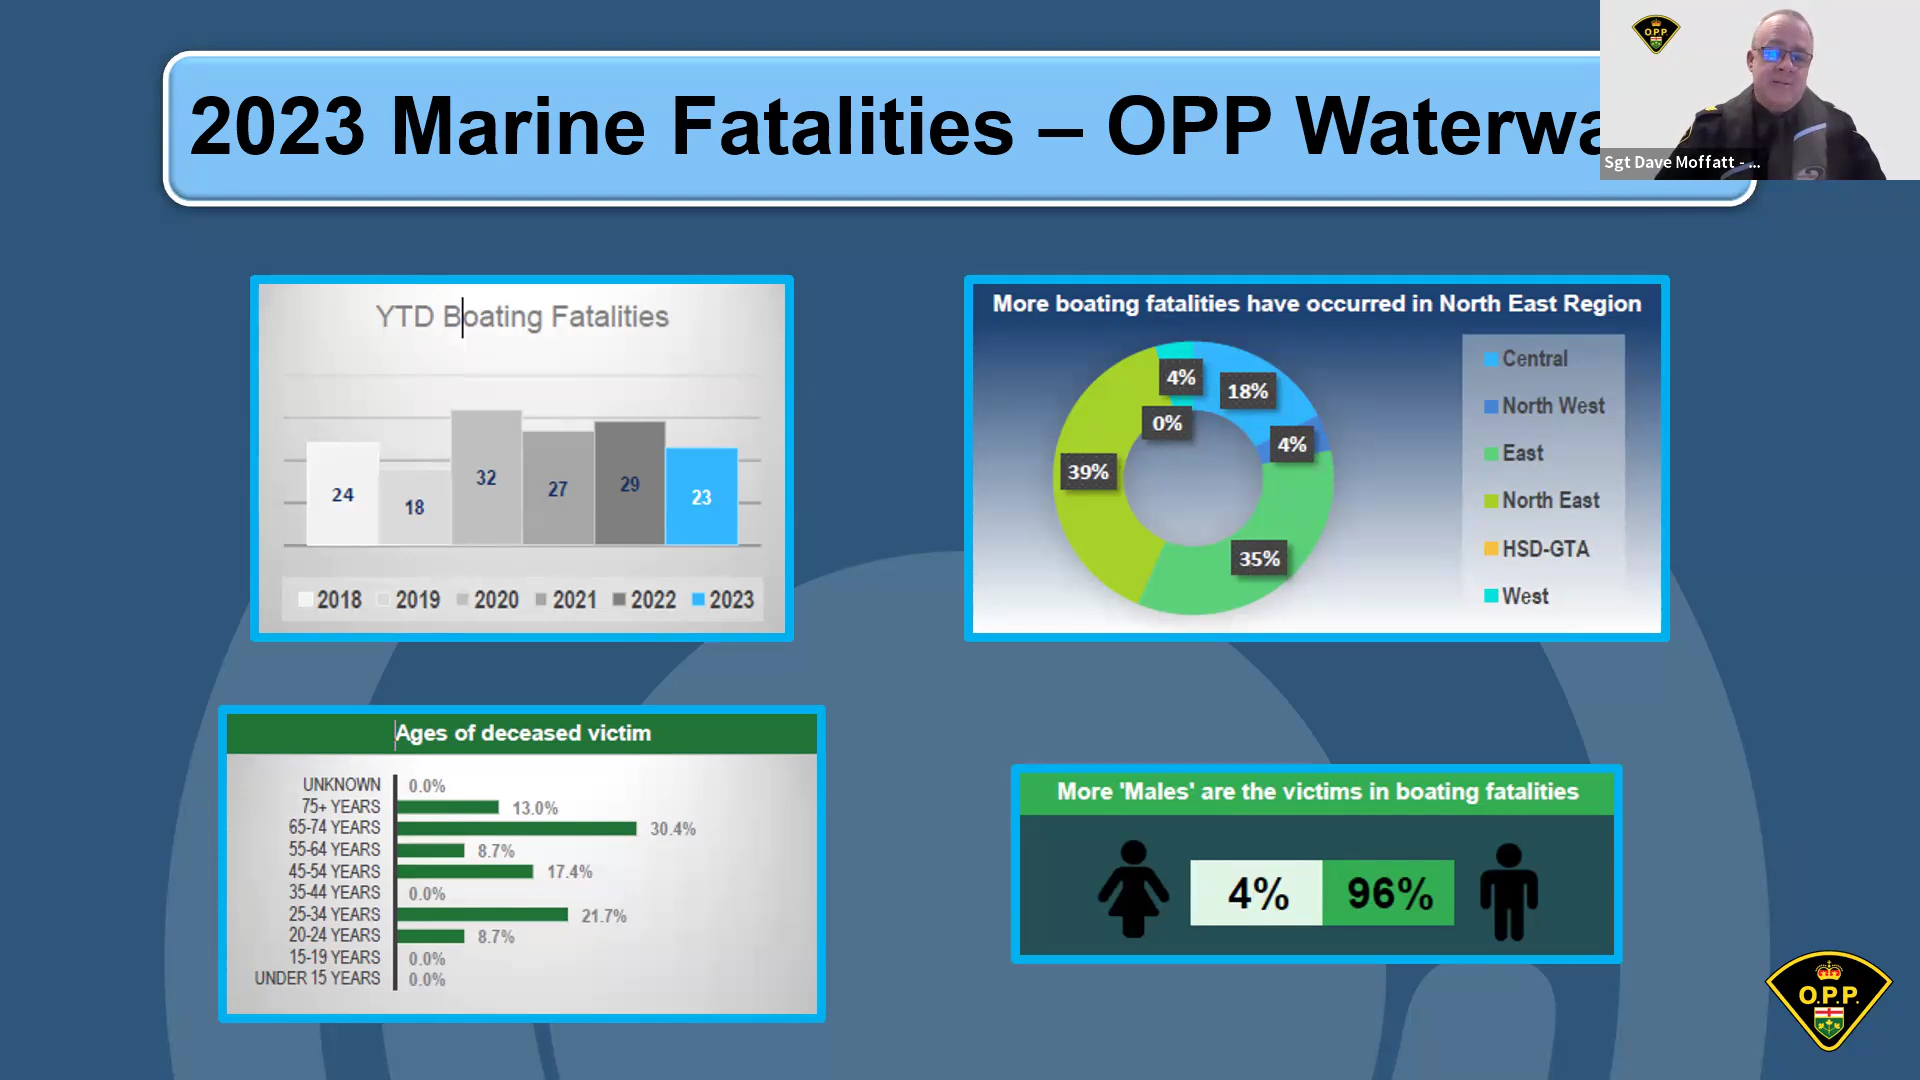 2023 Marine Fatalities – OPP Waterwa
O.P.P.
Sgt Dave Moffatt - ...
YTD Boating Fatalities
24
18
32
27
29
23
2018 2019 2020 2021 2022 2023
More boating fatalities have occurred in North East Region
4%
18%
0%
4%
39%
35%
Central
North West
East
North East
HSD-GTA
West
Ages of deceased victim
UNKNOWN 0.0%
75+ YEARS 13.0%
65-74 YEARS 30.4%
55-64 YEARS 8.7%
45-54 YEARS 17.4%
35-44 YEARS 0.0%
25-34 YEARS 21.7%
20-24 YEARS 8.7%
15-19 YEARS 0.0%
UNDER 15 YEARS 0.0%
More 'Males' are the victims in boating fatalities
4% 96%
O.P.P.